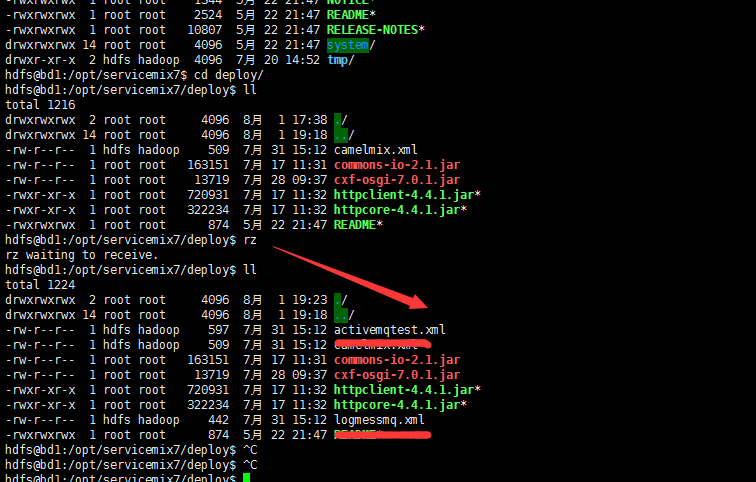 -rwxrwxrwx  1 root root    1344  5月 22 21:47 NOTICE*
-rwxrwxrwx  1 root root    2524  5月 22 21:47 README*
-rwxrwxrwx  1 root root   10807  5月 22 21:47 RELEASE-NOTES*
drwxrwxrwx 14 root root    4096  5月 22 21:47 system/
drwxr-xr-x  2 hdfs hadoop  4096  7月 20 14:52 tmp/
hdfs@bd1:/opt/servicemix7$ cd deploy/
hdfs@bd1:/opt/servicemix7/deploy$ ll
total 1216
drwxrwxrwx  2 root root     4096  8月  1 17:38 ./
drwxrwxrwx 14 root root     4096  8月  1 19:18 ../
-rw-r--r--  1 hdfs hadoop    509  7月 31 15:12 camelmix.xml
-rw-r--r--  1 root root   163151  7月 17 11:31 commons-io-2.1.jar
-rw-r--r--  1 root root    13719  7月 28 09:37 cxf-osgi-7.0.1.jar
-rwxr-xr-x  1 root root   720931  7月 17 11:32 httpclient-4.4.1.jar*
-rwxr-xr-x  1 root root   322234  7月 17 11:32 httpcore-4.4.1.jar*
-rwxrwxrwx  1 root root      874  5月 22 21:47 README*
hdfs@bd1:/opt/servicemix7/deploy$ rz
rz waiting to receive.
hdfs@bd1:/opt/servicemix7/deploy$ ll
total 1224
drwxrwxrwx  2 root root     4096  8月  1 19:23 ./
drwxrwxrwx 14 root root     4096  8月  1 19:18 ../
-rw-r--r--  1 hdfs hadoop    597  7月 31 15:12 activemqtest.xml
-rw-r--r--  1 hdfs hadoop    509  7月 31 15:12 camelmix.xml
-rw-r--r--  1 root root   163151  7月 17 11:31 commons-io-2.1.jar
-rw-r--r--  1 root root    13719  7月 28 09:37 cxf-osgi-7.0.1.jar
-rwxr-xr-x  1 root root   720931  7月 17 11:32 httpclient-4.4.1.jar*
-rwxr-xr-x  1 root root   322234  7月 17 11:32 httpcore-4.4.1.jar*
-rw-r--r--  1 hdfs hadoop    442  7月 31 15:12 logmessmq.xml
-rwxrwxrwx  1 root root      874  5月 22 21:47 README*
hdfs@bd1:/opt/servicemix7/deploy$ ^C
hdfs@bd1:/opt/servicemix7/deploy$ ^C
hdfs@bd1:/opt/servicemix7/deploy$